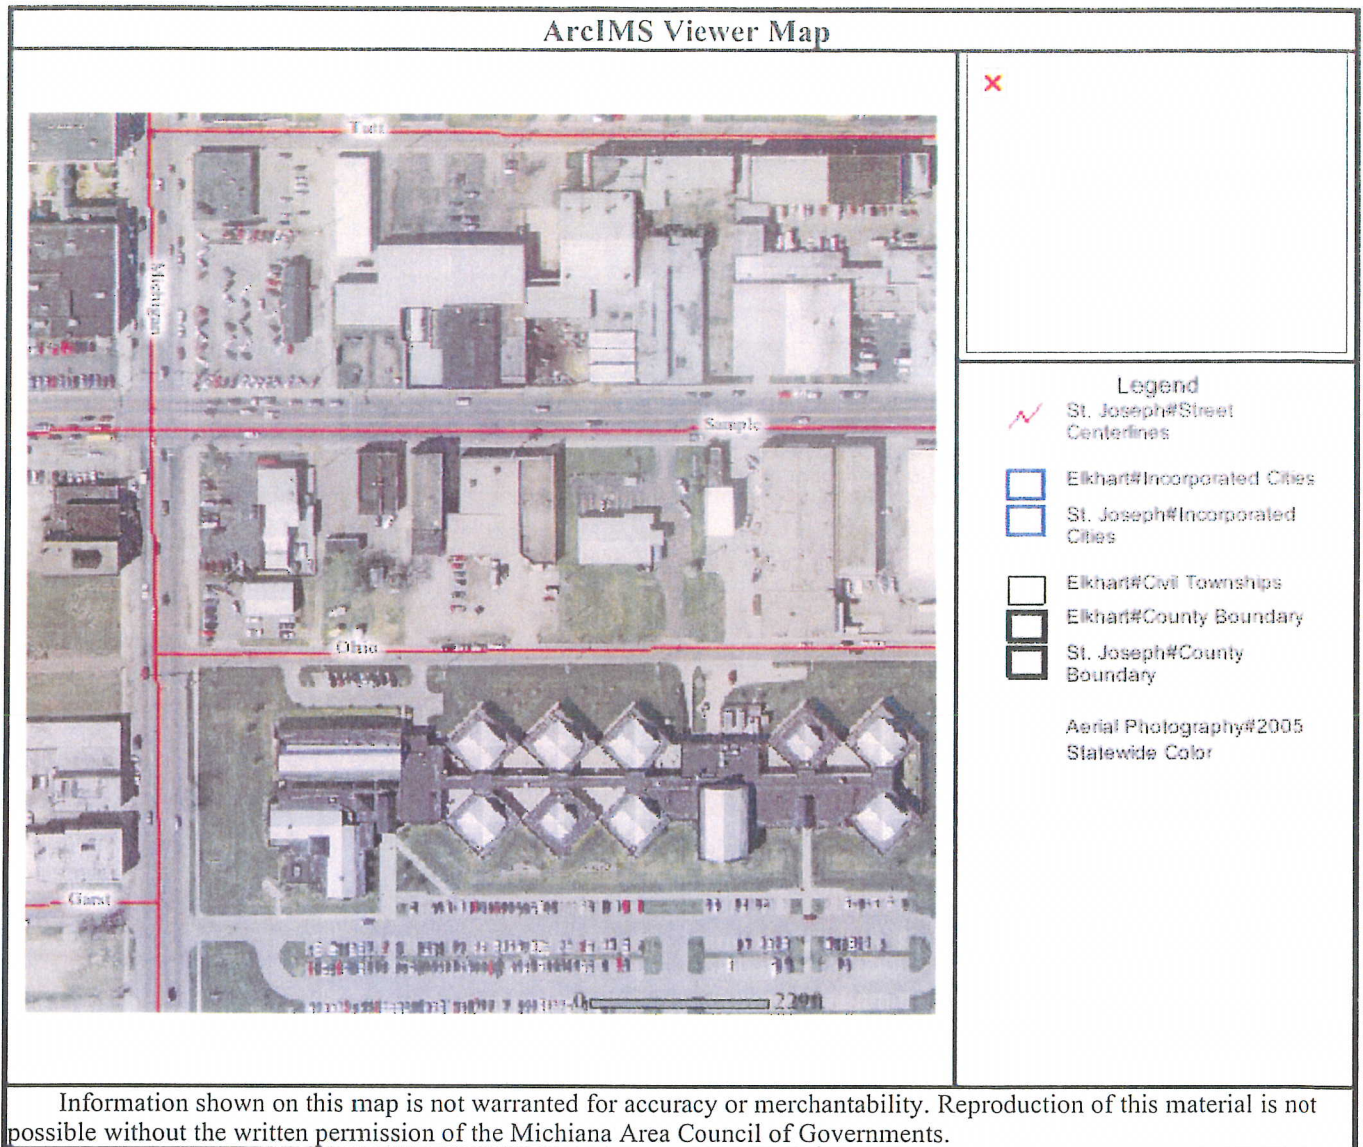 ArcIMS Viewer Map
Tutt
Michigan
Sample
Ohio
Garst
0 229ft
Legend
St. Joseph#Street
Centerlines
Elkhart#Incorporated Cities
St. Joseph#Incorporated
Cities
Elkhart#Civil Townships
Elkhart#County Boundary
St. Joseph#County
Boundary
Aerial Photography#2005
Statewide Color
Information shown on this map is not warranted for accuracy or merchantability. Reproduction of this material is not
possible without the written permission of the Michiana Area Council of Governments.